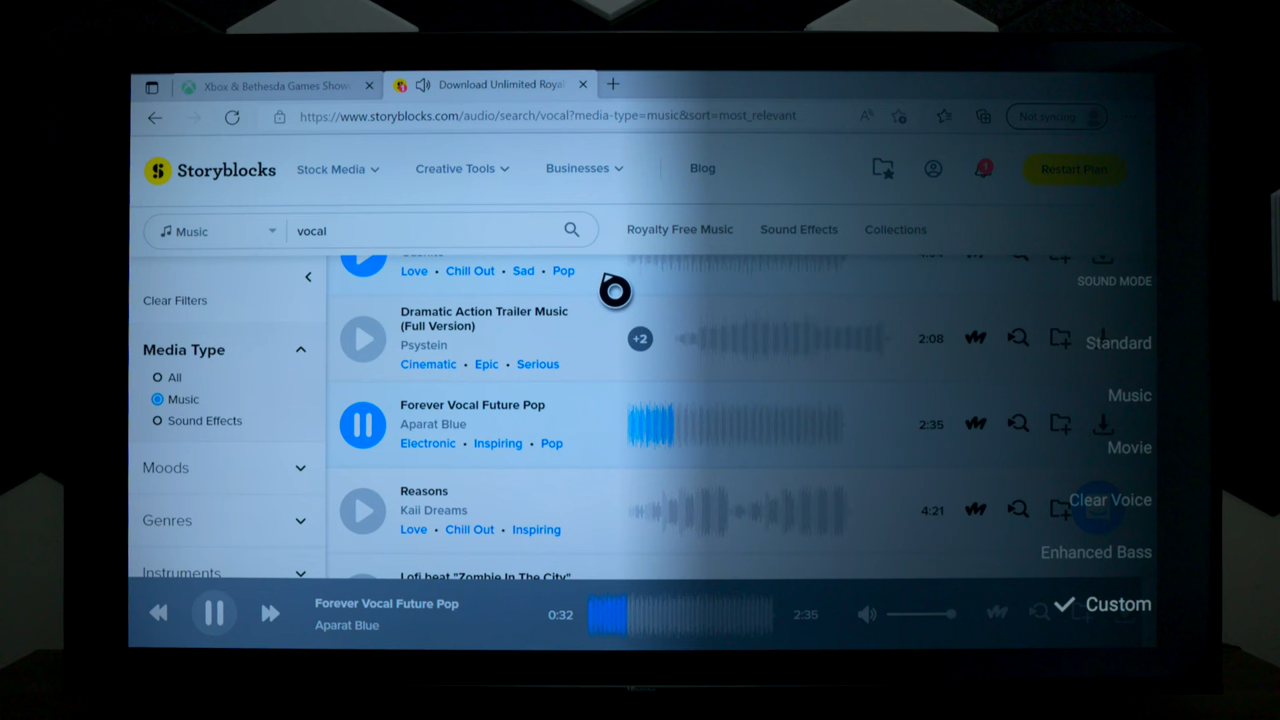 Xbox & Bethesda Games Show
Download Unlimited Roya
https://www.storyblocks.com/audio/search/vocal?media-type=music&sort=most_relevant
Not syncing
Storyblocks
Stock Media
Creative Tools
Businesses
Blog
1
Restart Plan
Music
vocal
Royalty Free Music
Sound Effects
Collections
Love • Chill Out • Sad • Pop
SOUND MODE
Clear Filters
Dramatic Action Trailer Music
(Full Version)
Psystein
Cinematic • Epic • Serious
+2
2:08
Standard
Media Type
All
Music
Sound Effects
Forever Vocal Future Pop
Aparat Blue
Electronic • Inspiring • Pop
2:35
Music
Movie
Moods
Reasons
Kaii Dreams
Love • Chill Out • Inspiring
4:21
Clear Voice
Genres
Enhanced Bass
Instruments
Lofi beat "Zombie In The City"
Forever Vocal Future Pop
Aparat Blue
0:32
2:35
Custom